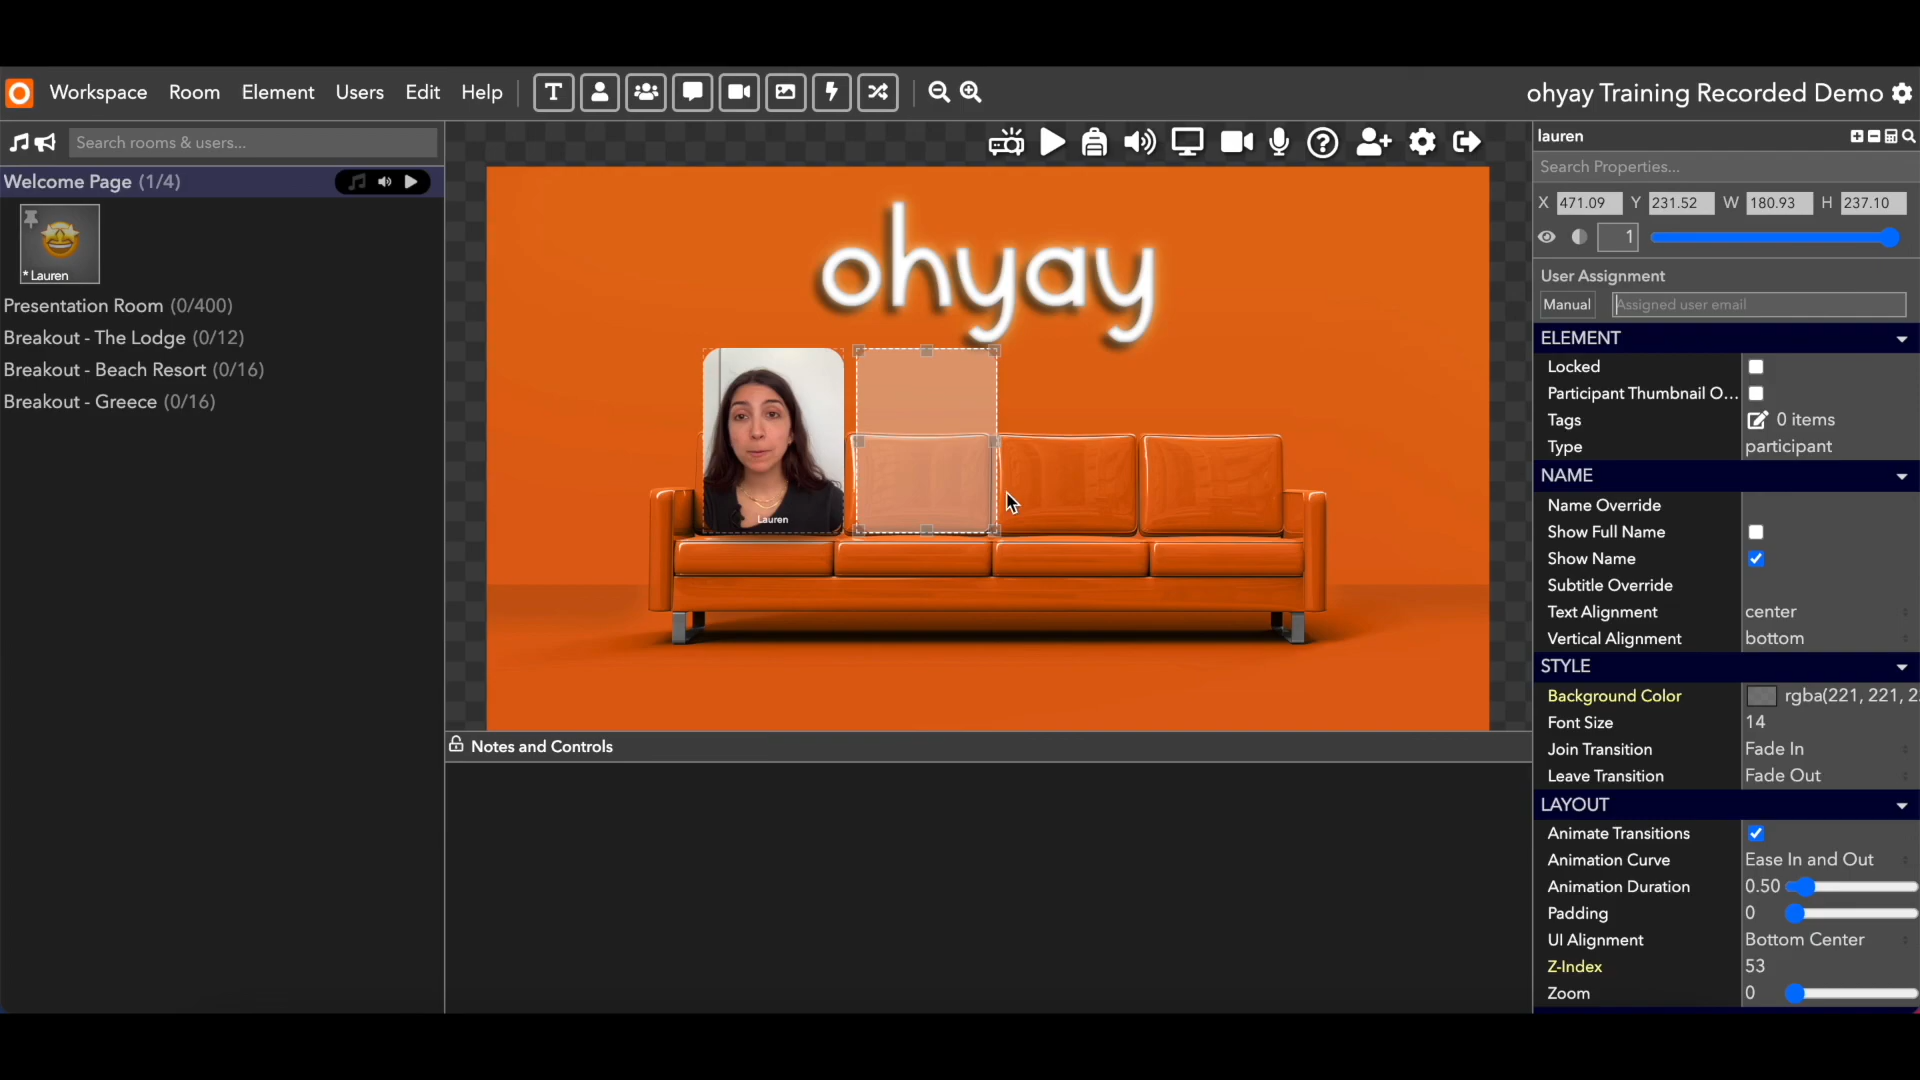 Workspace Room Element Users Edit Help
ohyay Training Recorded Demo
Search rooms & users...
Welcome Page (1/4)
* Lauren
Presentation Room (0/400)
Breakout - The Lodge (0/12)
Breakout - Beach Resort (0/16)
Breakout - Greece (0/16)
ohyay
Lauren
Notes and Controls
lauren
Search Properties...
X 471.09 Y 231.52 W 180.93 H 237.10
1
User Assignment
Manual Assigned user email
ELEMENT
Locked
Participant Thumbnail O...
Tags 0 items
Type participant
NAME
Name Override
Show Full Name
Show Name
Subtitle Override
Text Alignment center
Vertical Alignment bottom
STYLE
Background Color rgba(221, 221, 2
Font Size 14
Join Transition Fade In
Leave Transition Fade Out
LAYOUT
Animate Transitions
Animation Curve Ease In and Out
Animation Duration 0.50
Padding 0
UI Alignment Bottom Center
Z-Index 53
Zoom 0